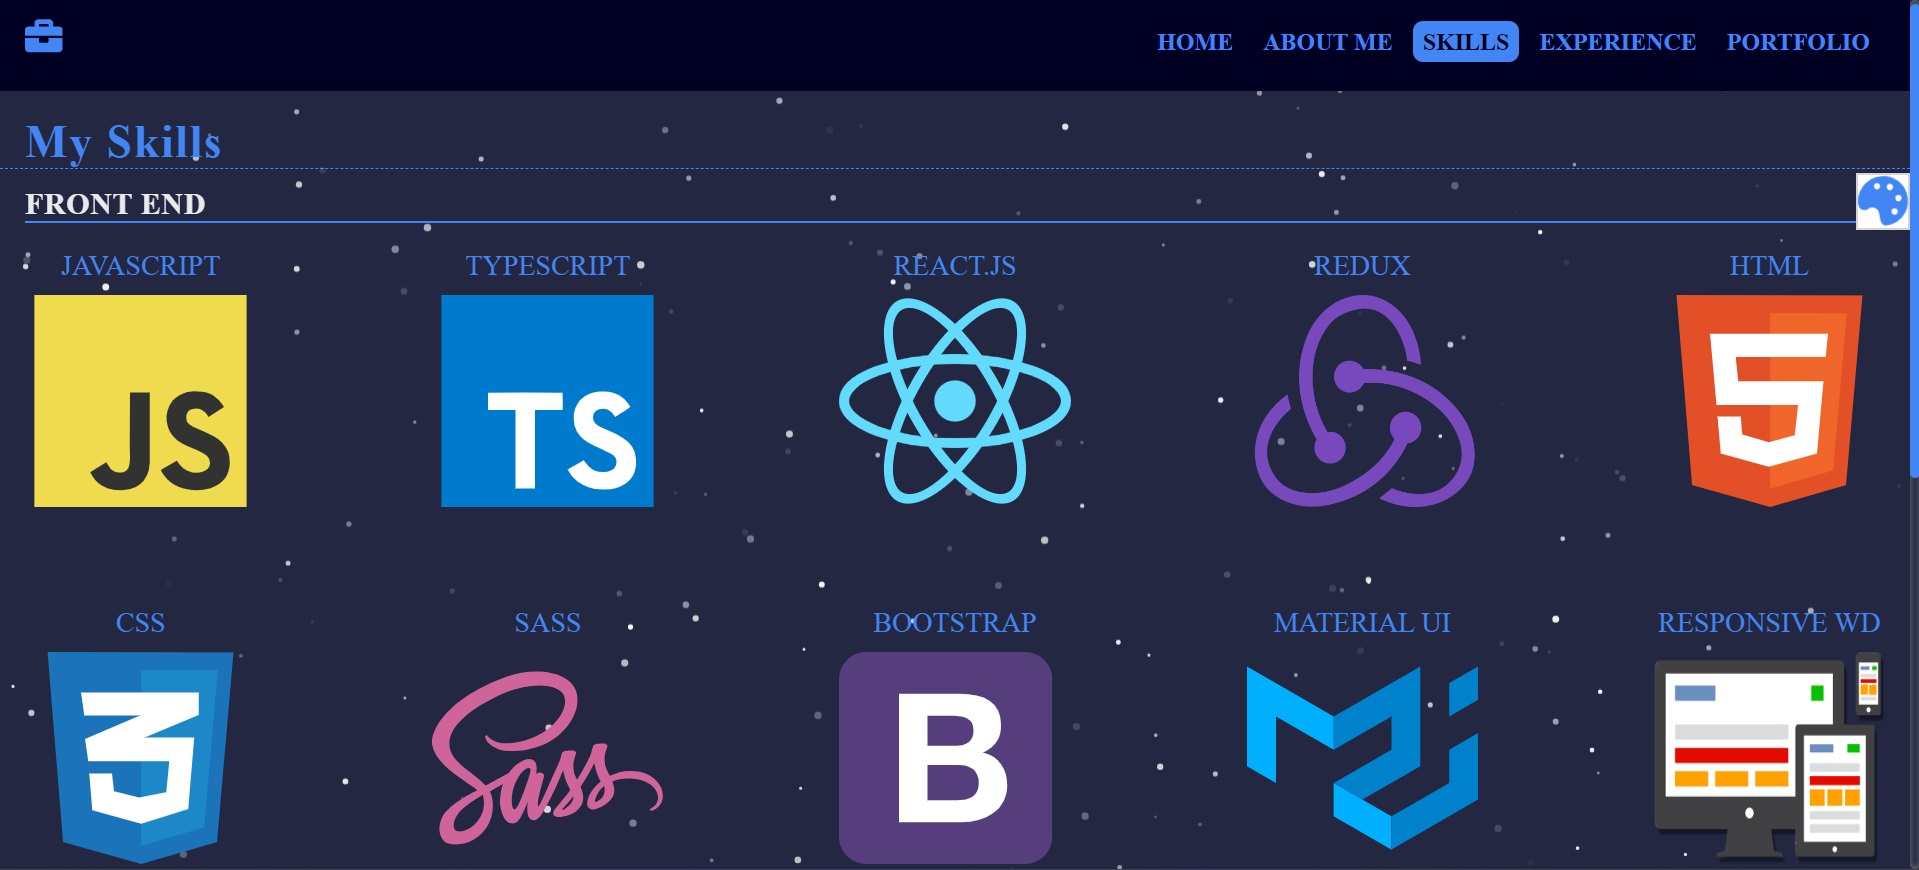 HOME ABOUT ME SKILLS EXPERIENCE PORTFOLIO
My Skills
FRONT END
JAVASCRIPT TYPESCRIPT REACT.JS REDUX HTML
JS TS 5
CSS SASS BOOTSTRAP MATERIAL UI RESPONSIVE WD
3 Sass B